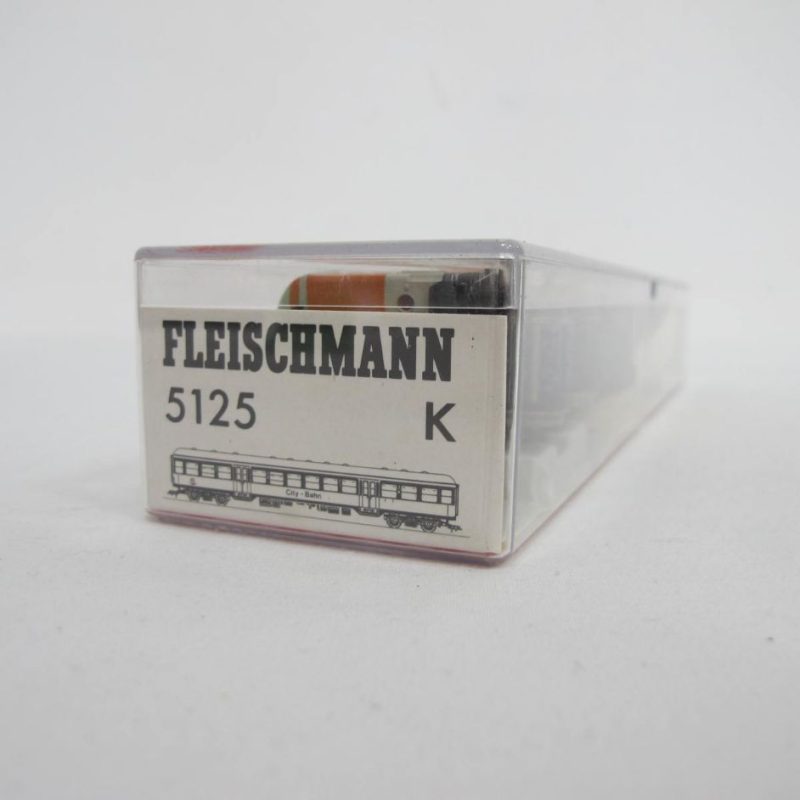 FLEISCHMANN
5125 K
City - Bahn